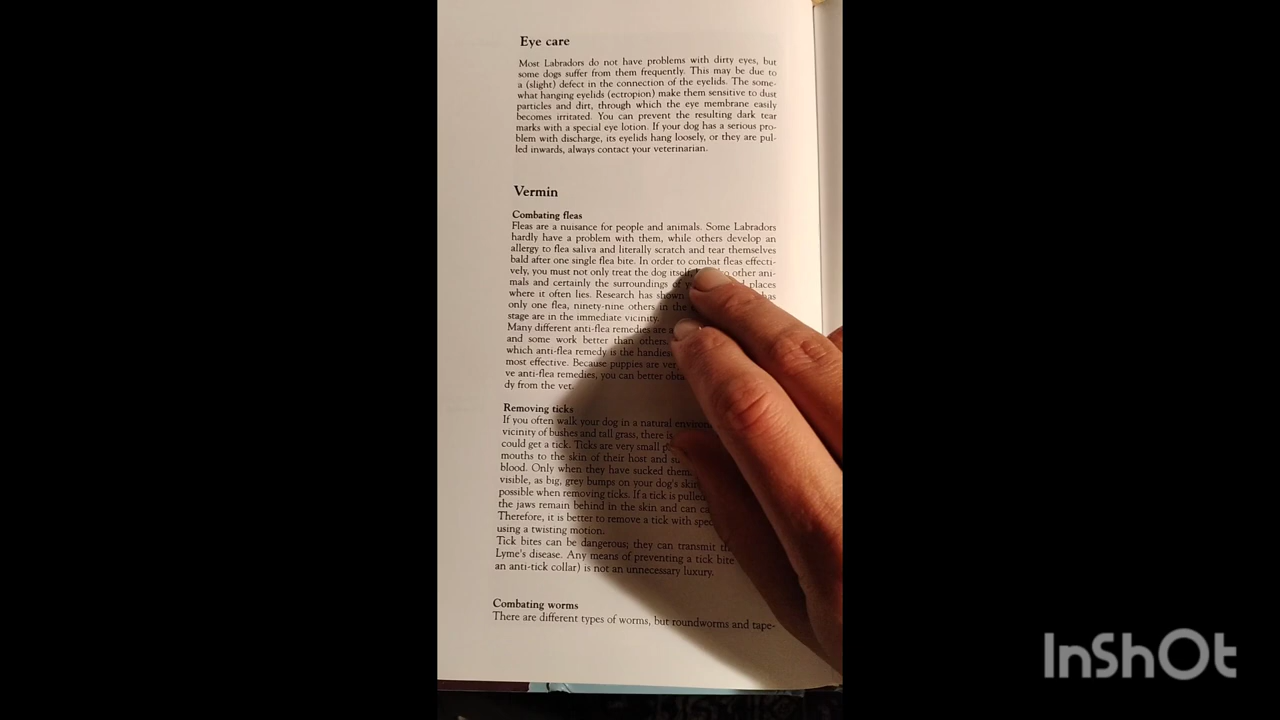 Eye care
Most Labradors do not have problems with dirty eyes, but
some dogs suffer from them frequently. This may be due to
a (slight) defect in the connection of the eyelids. The some-
what hanging eyelids (ectropion) make them sensitive to dust
particles and dirt, through which the eye membrane easily
becomes irritated. You can prevent the resulting dark tear
marks with a special eye lotion. If your dog has a serious pro-
blem with discharge, its eyelids hang loosely, or they are pul-
led inwards, always contact your veterinarian.
Vermin
Combating fleas
Fleas are a nuisance for people and animals. Some Labradors
hardly have a problem with them, while others develop an
allergy to flea saliva and literally scratch and tear themselves
bald after one single flea bite. In order to combat fleas effecti-
vely, you must not only treat the dog itself, other ani-
mals and certainly the surroundings of places
where it often lies. Research has shown has
only one flea, ninety-nine others in the
stage are in the immediate vicinity.
Many different anti-flea remedies are
and some work better than others.
which anti-flea remedy is the
most effective. Because puppies are
ve anti-flea remedies, you can better
dy from the vet.
Removing ticks
If you often walk your dog in a natural
vicinity of bushes and tall grass, there is
could get a tick. Ticks are very small
mouths to the skin of their host and
blood. Only when they have sucked
visible, as big, grey bumps on your dog's
possible when removing ticks. If a tick is pulled
the jaws remain behind in the skin and can
Therefore, it is better to remove a tick with
using a twisting motion.
Tick bites can be dangerous; they can transmit
Lyme's disease. Any means of preventing a tick bite
an anti-tick collar) is not an unnecessary luxury.
Combating worms
There are different types of worms, but roundworms and tape-
InShOt